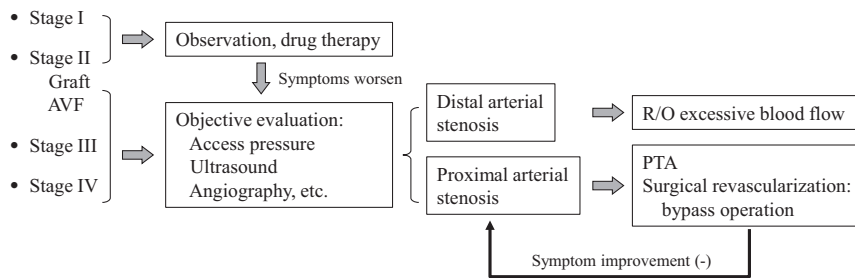 • Stage I
• Stage II
Graft
AVF
• Stage III
• Stage IV
Observation, drug therapy
Symptoms worsen
Objective evaluation:
Access pressure
Ultrasound
Angiography, etc.
Distal arterial
stenosis
R/O excessive blood flow
Proximal arterial
stenosis
PTA
Surgical revascularization:
bypass operation
Symptom improvement (-)